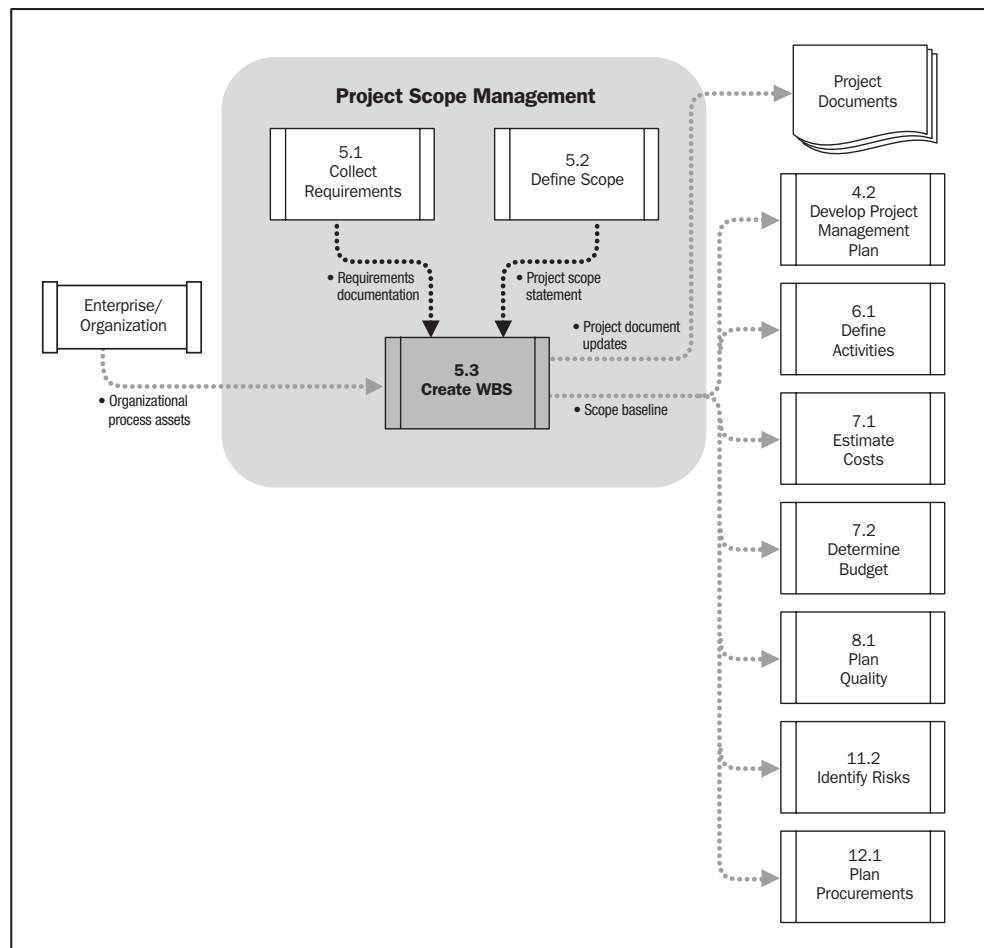 Project Scope Management
5.1
Collect
Requirements
5.2
Define Scope
• Requirements
documentation
• Project scope
statement
Enterprise/
Organization
• Organizational
process assets
5.3
Create WBS
• Project document
updates
• Scope baseline
Project
Documents
4.2
Develop Project
Management
Plan
6.1
Define
Activities
7.1
Estimate
Costs
7.2
Determine
Budget
8.1
Plan
Quality
11.2
Identify Risks
12.1
Plan
Procurements